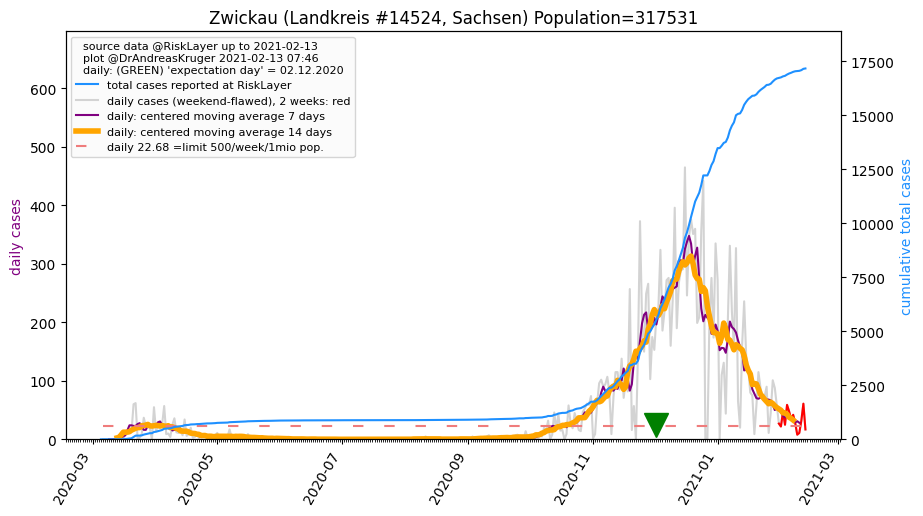 Zwickau (Landkreis #14524, Sachsen) Population=317531
source data @RiskLayer up to 2021-02-13
plot @DrAndreasKruger 2021-02-13 07:46
daily: (GREEN) 'expectation day' = 02.12.2020
total cases reported at RiskLayer
daily cases (weekend-flawed), 2 weeks: red
daily: centered moving average 7 days
daily: centered moving average 14 days
daily 22.68 =limit 500/week/1mio pop.
daily cases
600
500
400
300
200
100
0
17500
15000
12500
10000
7500
5000
2500
0
cumulative total cases
2020-03
2020-05
2020-07
2020-09
2020-11
2021-01
2021-03